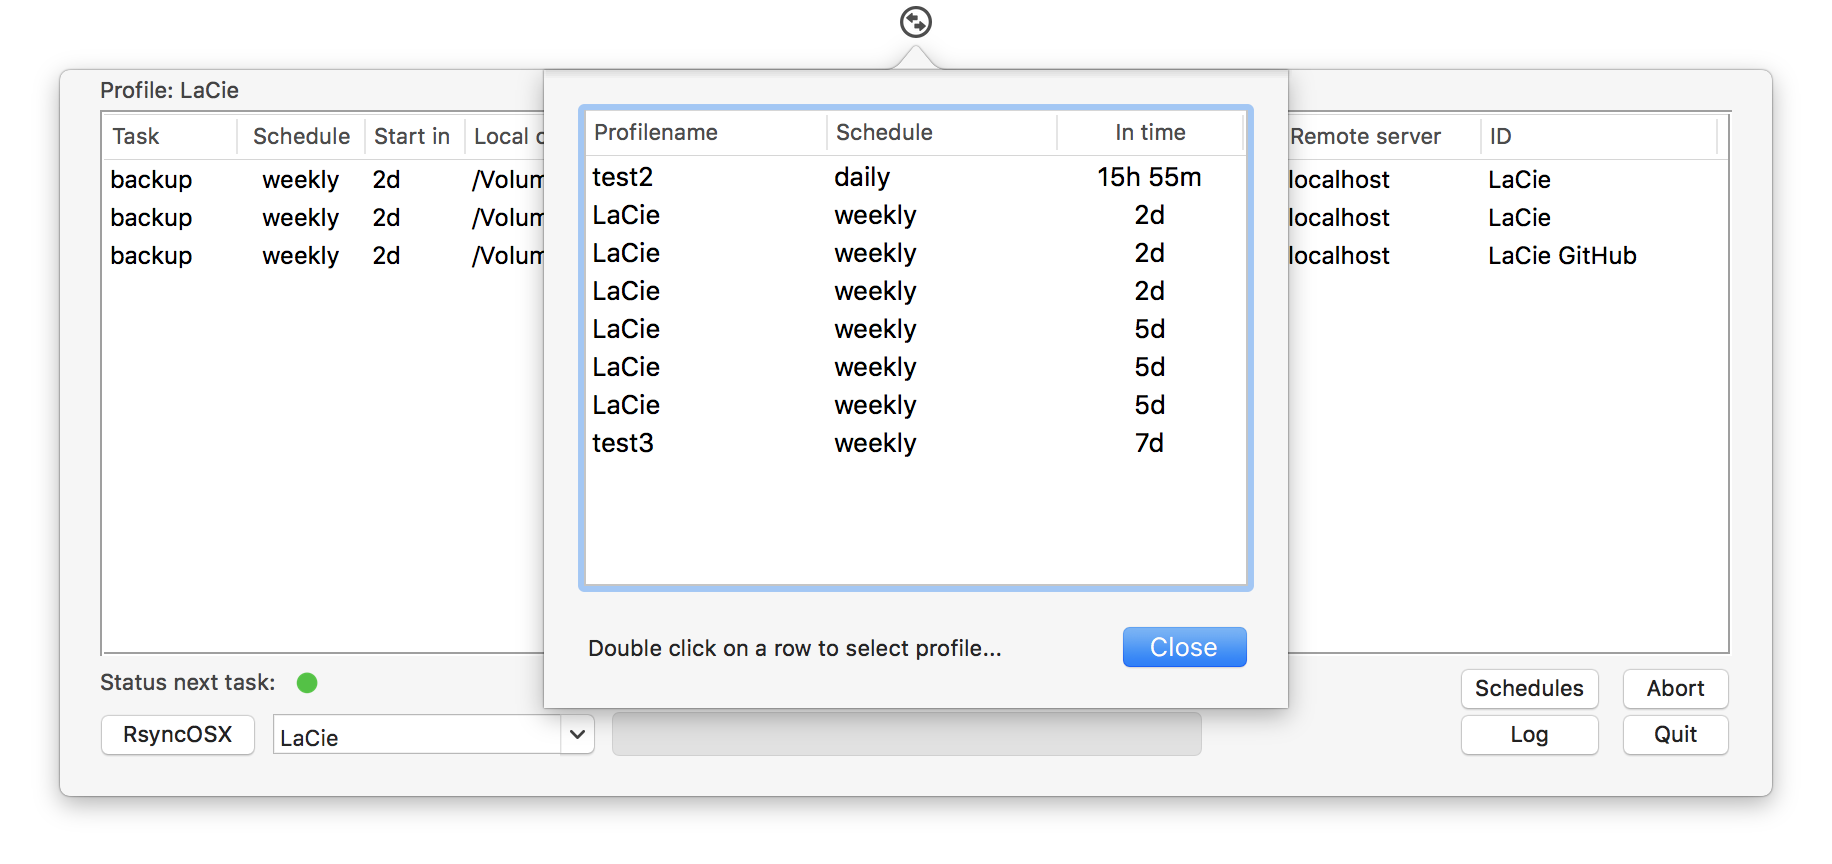 Profile: LaCie
Task Schedule Start in Local Remote server ID
backup weekly 2d /Volum localhost LaCie
backup weekly 2d /Volum localhost LaCie
backup weekly 2d /Volum localhost LaCie GitHub
Profilename Schedule In time
test2 daily 15h 55m
LaCie weekly 2d
LaCie weekly 2d
LaCie weekly 2d
LaCie weekly 5d
LaCie weekly 5d
LaCie weekly 5d
test3 weekly 7d
Double click on a row to select profile... Close
Status next task: Schedules Abort
RsyncOSX LaCie Log Quit